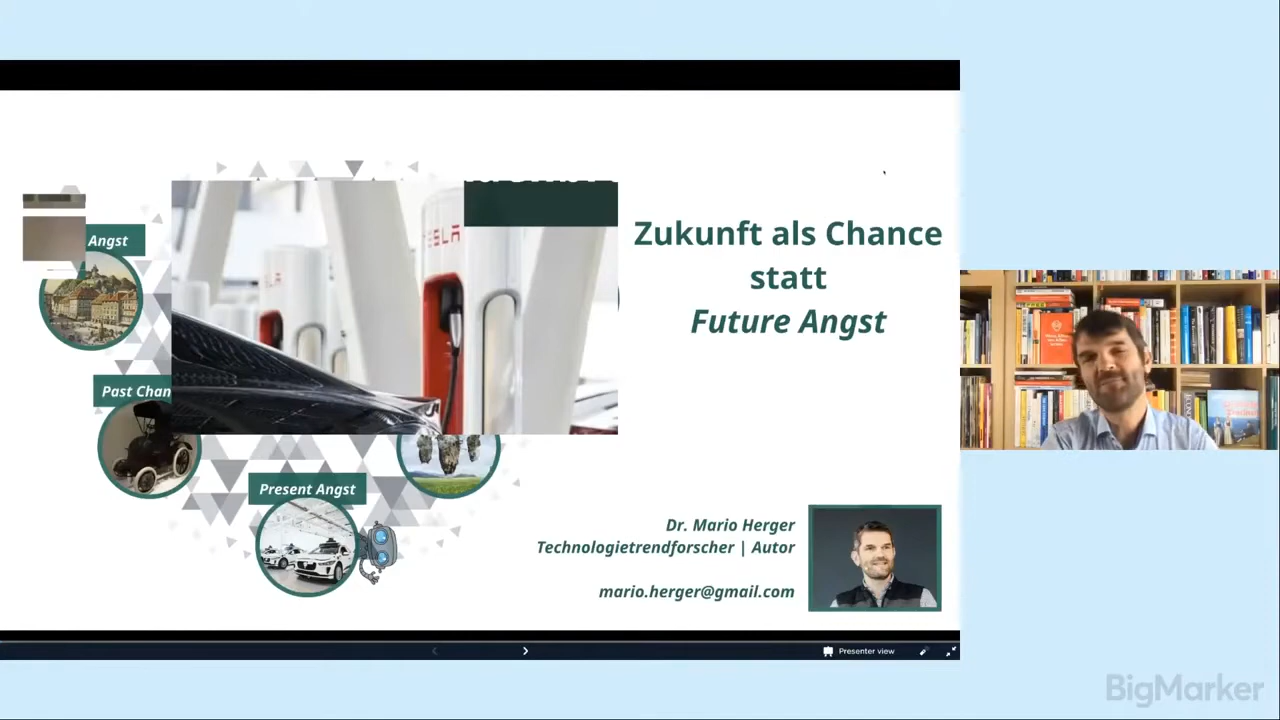 Angst
ESLA
Zukunft als Chance
statt
Future Angst
Past Chan
Present Angst
Dr. Mario Herger
Technologietrendforscher | Autor
mario.herger@gmail.com
Presenter view
BigMarker